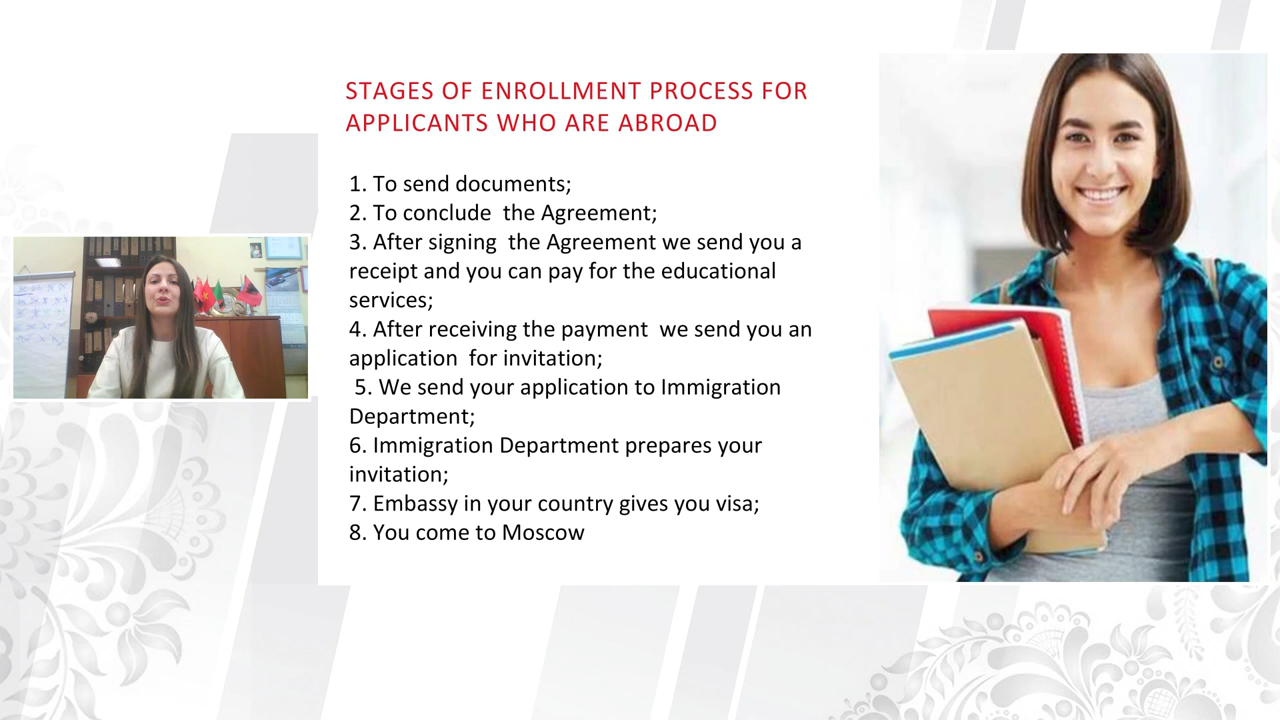 STAGES OF ENROLLMENT PROCESS FOR
APPLICANTS WHO ARE ABROAD
1. To send documents;
2. To conclude  the Agreement;
3. After signing  the Agreement we send you a
receipt and you can pay for the educational
services;
4. After receiving the payment  we send you an
application  for invitation;
5. We send your application to Immigration
Department;
6. Immigration Department prepares your
invitation;
7. Embassy in your country gives you visa;
8. You come to Moscow